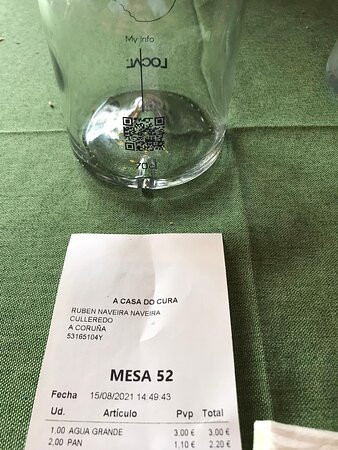 My Info
LOCAL
A CASA DO CURA
RUBEN NAVEIRA NAVEIRA
CULLEREDO
A CORUÑA
53165104Y
MESA 52
Fecha 15/08/2021 14:49:43
Ud. Artículo Pvp Total
1,00 AGUA GRANDE 3,00 € 3,00 €
2,00 PAN 1,10 € 2,20 €